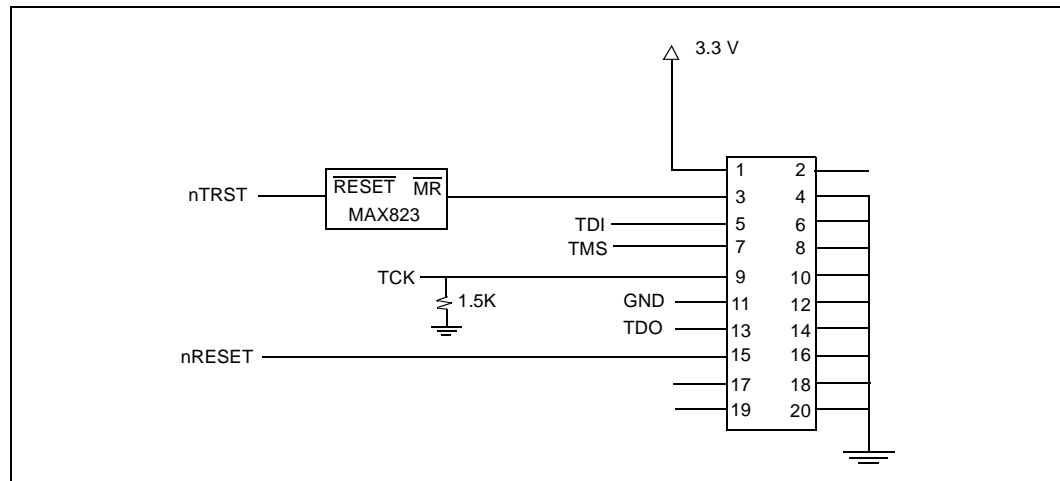 3.3 V
1 2
nTRST
RESET MR
MAX823
3 4
TDI
5 6
TMS
7 8
TCK
9 10
1.5K
GND
11 12
TDO
13 14
nRESET
15 16
17 18
19 20